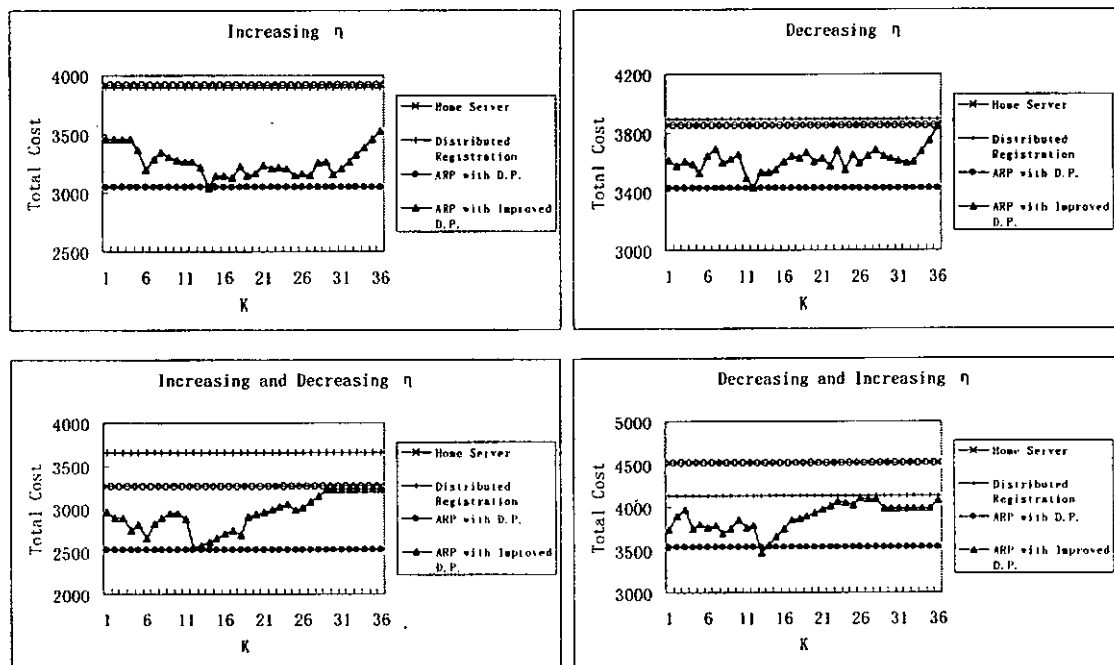 Increasing η
Total Cost
4000
3500
3000
2500
1 6 11 16 21 26 31 36
K
Home Server
Distributed
Registration
ARP with D.P.
ARP with Improved
D.P.
Decreasing η
Total Cost
4200
3800
3400
3000
1 6 11 16 21 26 31 36
K
Home Server
Distributed
Registration
ARP with D.P.
ARP with Improved
D.P.
Increasing and Decreasing η
Total Cost
4000
3500
3000
2500
2000
1 6 11 16 21 26 31 36
K
Home Server
Distributed
Registration
ARP with D.P.
ARP with Improved
D.P.
Decreasing and Increasing η
Total Cost
5000
4500
4000
3500
3000
1 6 11 16 21 26 31 36
K
Home Server
Distributed
Registration
ARP with D.P.
ARP with Improved
D.P.